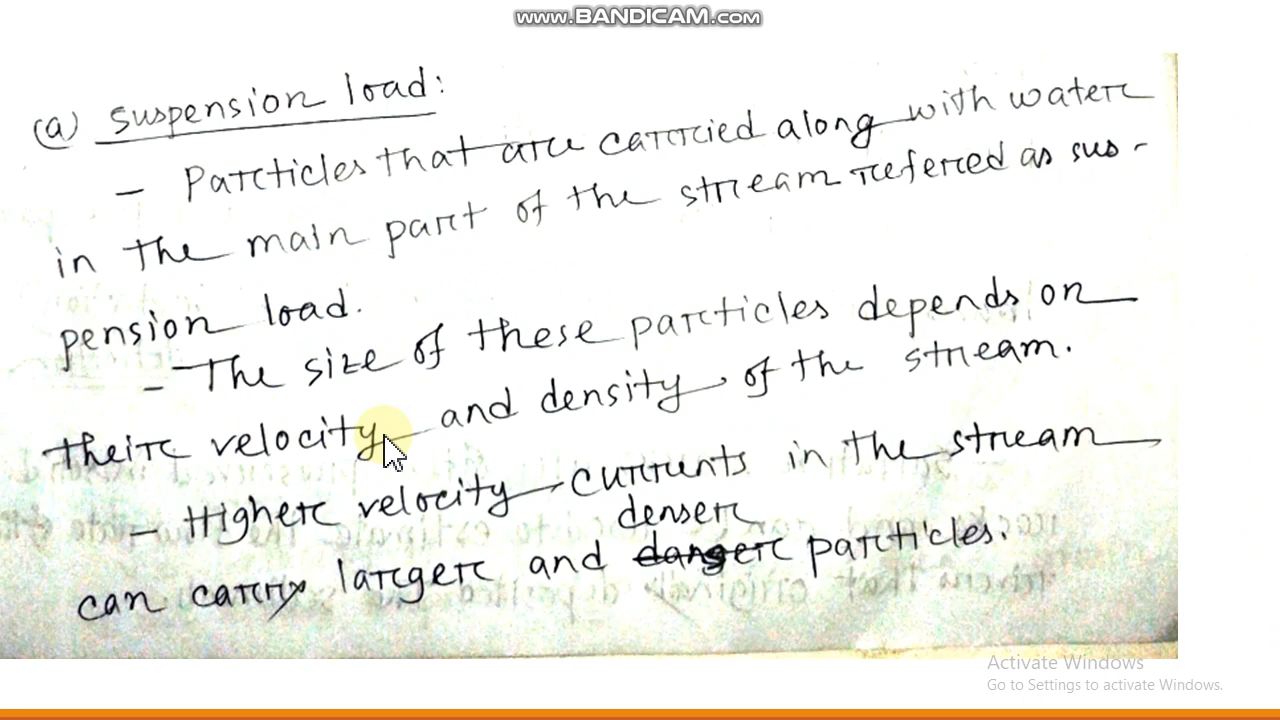 www.BANDICAM.com
(a) Suspension load:
- Particles that are carried along with water
in the main part of the stream refered as sus-
pension load.
- The size of these particles depends on
their velocity and density of the stream.
- Higher velocity currents in the stream
denser
can carry larger and danger particles.
Activate Windows
Go to Settings to activate Windows.